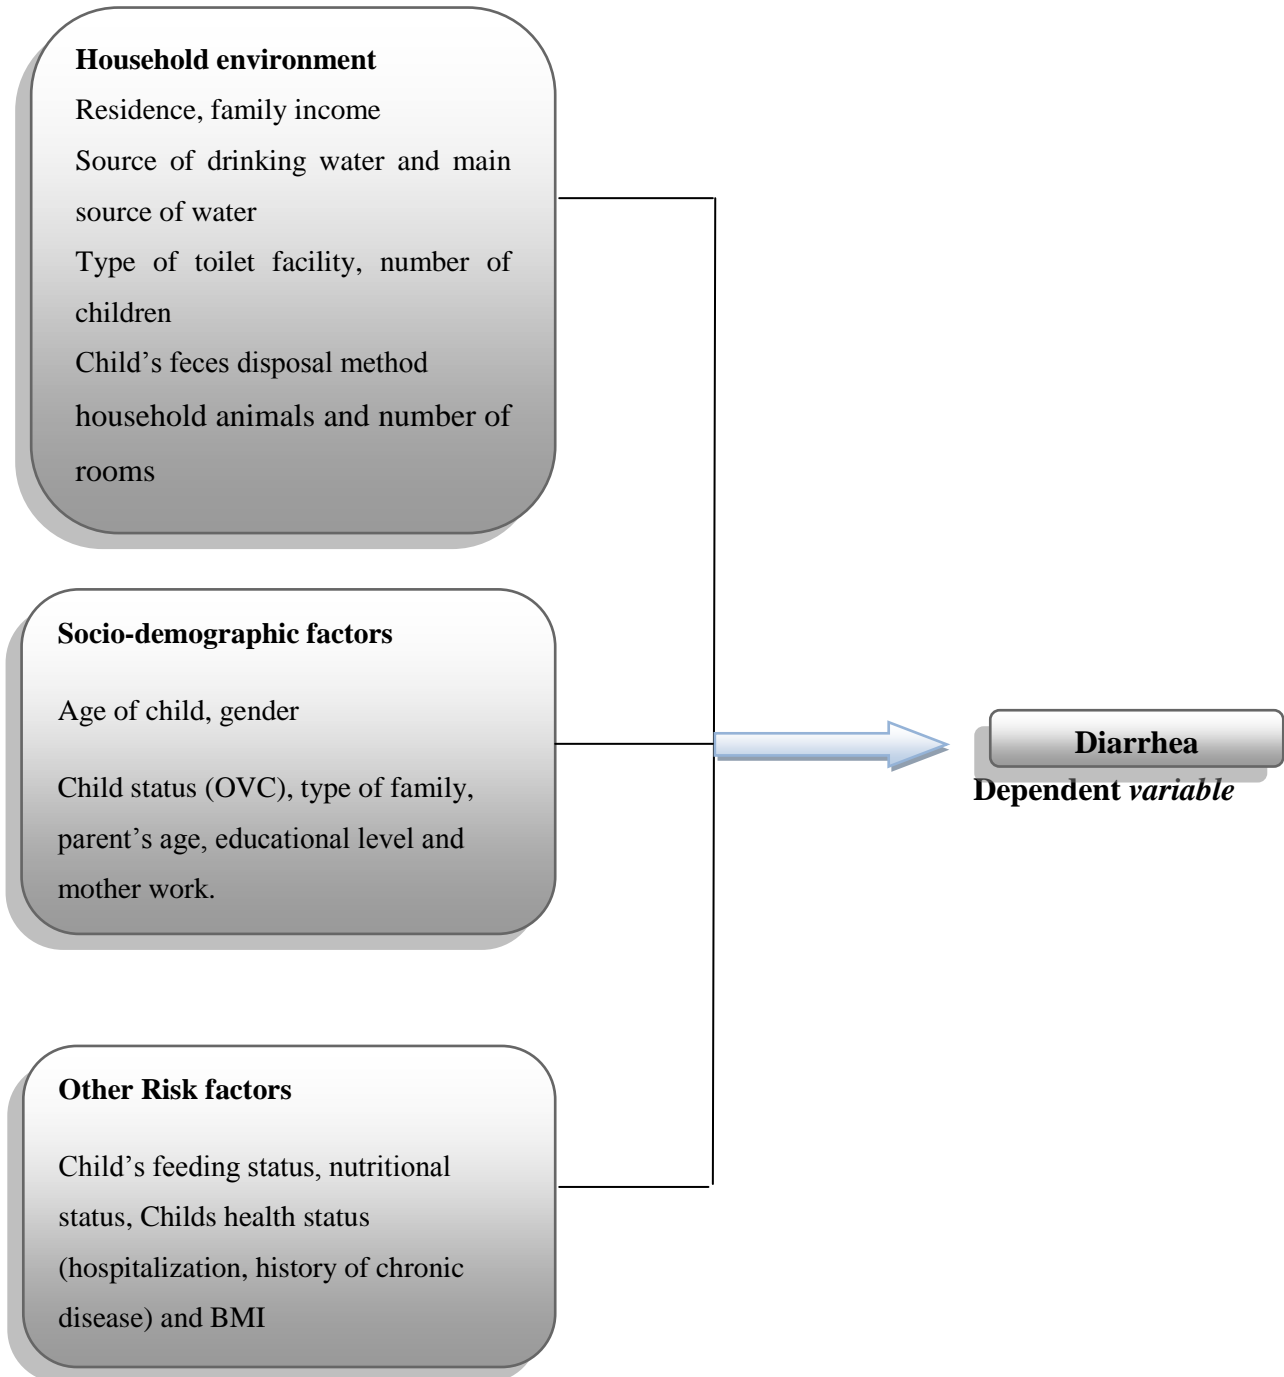 Household environment
Residence, family income
Source of drinking water and main
source of water
Type of toilet facility, number of
children
Child’s feces disposal method
household animals and number of
rooms
Socio-demographic factors
Age of child, gender
Child status (OVC), type of family,
parent’s age, educational level and
mother work.
Diarrhea
Dependent variable
Other Risk factors
Child’s feeding status, nutritional
status, Childs health status
(hospitalization, history of chronic
disease) and BMI